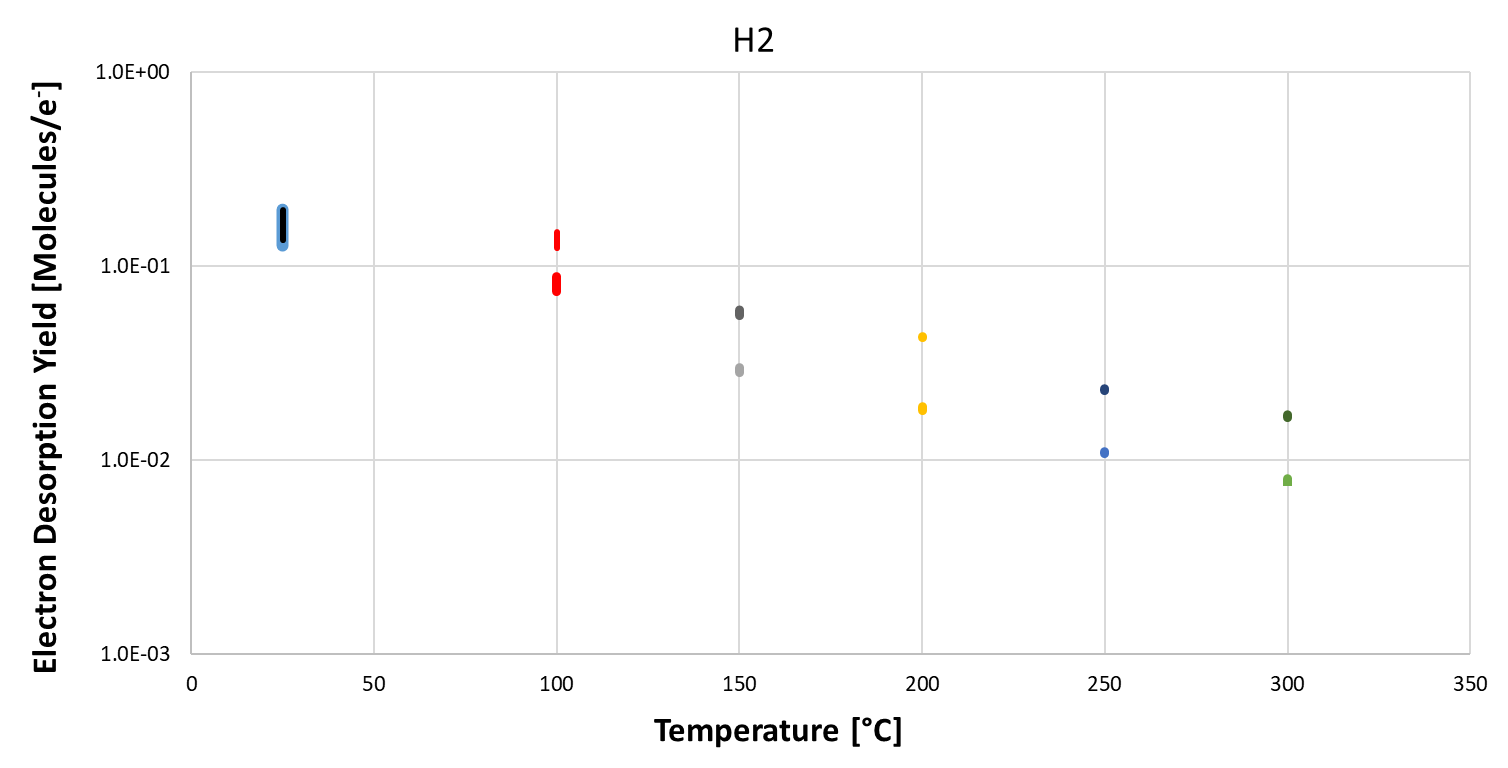 H2
Electron Desorption Yield [Molecules/e-]
1.0E+00
1.0E-01
1.0E-02
1.0E-03
0 50 100 150 200 250 300 350
Temperature [°C]